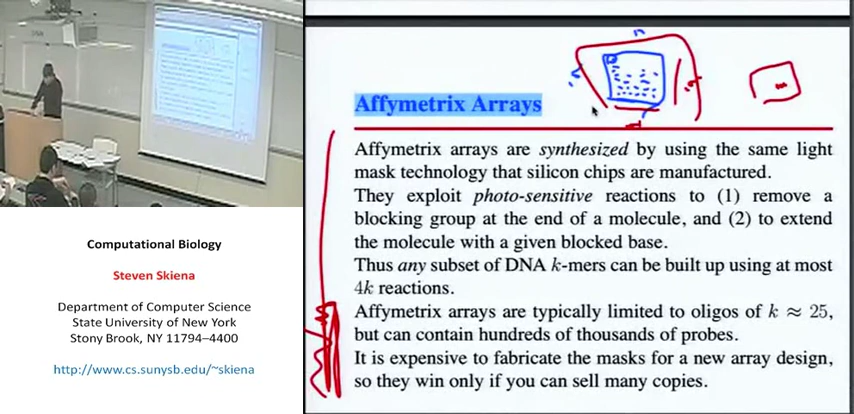 Affymetrix Arrays
Affymetrix arrays are synthesized by using the same light
mask technology that silicon chips are manufactured.
They exploit photo-sensitive reactions to (1) remove a
blocking group at the end of a molecule, and (2) to extend
the molecule with a given blocked base.
Thus any subset of DNA k-mers can be built up using at most
4k reactions.
Affymetrix arrays are typically limited to oligos of k ≈ 25,
but can contain hundreds of thousands of probes.
It is expensive to fabricate the masks for a new array design,
so they win only if you can sell many copies.
Computational Biology
Steven Skiena
Department of Computer Science
State University of New York
Stony Brook, NY 11794–4400
http://www.cs.sunysb.edu/~skiena